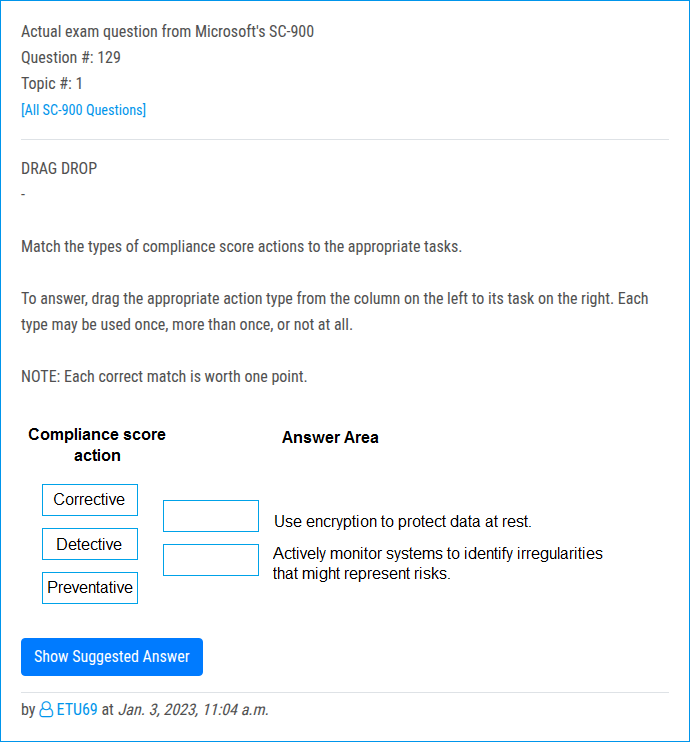 Actual exam question from Microsoft's SC-900
Question #: 129
Topic #: 1
[All SC-900 Questions]
DRAG DROP
-
Match the types of compliance score actions to the appropriate tasks.
To answer, drag the appropriate action type from the column on the left to its task on the right. Each
type may be used once, more than once, or not at all.
NOTE: Each correct match is worth one point.
Compliance score
action
Answer Area
Corrective
Detective
Preventative
Use encryption to protect data at rest.
Actively monitor systems to identify irregularities
that might represent risks.
Show Suggested Answer
by ETU69 at Jan. 3, 2023, 11:04 a.m.